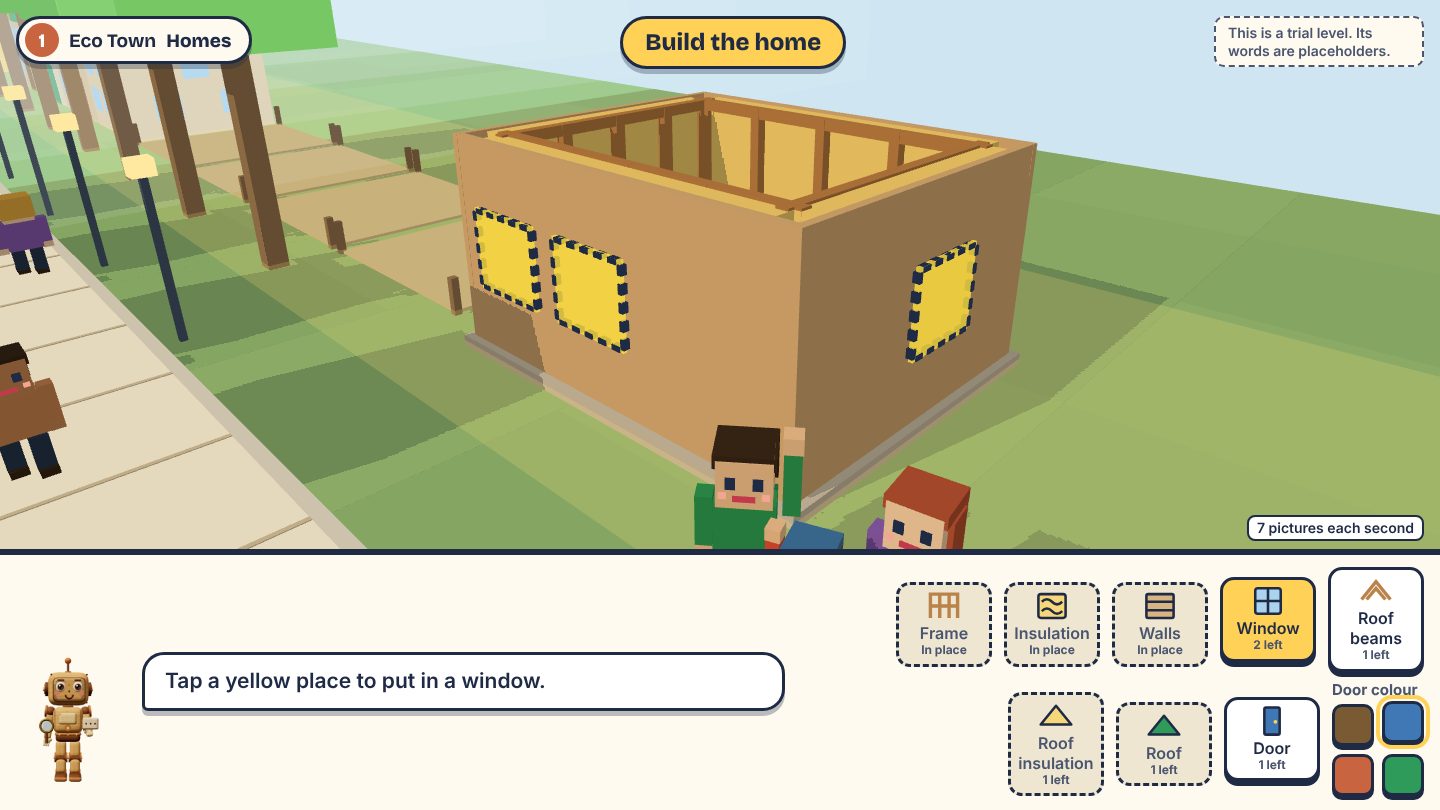 1 Eco Town Homes
Build the home
This is a trial level. Its
words are placeholders.
7 pictures each second
Tap a yellow place to put in a window.
Frame
In place
Insulation
In place
Walls
In place
Window
2 left
Roof
beams
1 left
Roof
insulation
1 left
Roof
1 left
Door
1 left
Door colour